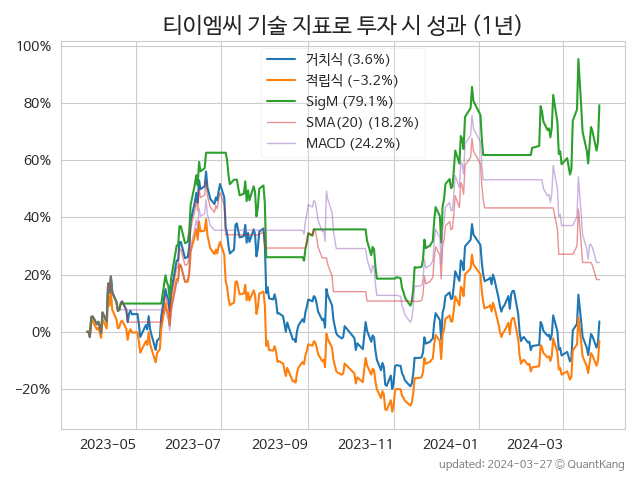 티이엠씨 기술 지표로 투자 시 성과 (1년)
거치식 (3.6%)
적립식 (−3.2%)
SigM (79.1%)
SMA(20) (18.2%)
MACD (24.2%)
100%
80%
60%
40%
20%
0%
−20%
2023-05 2023-07 2023-09 2023-11 2024-01 2024-03
updated: 2024-03-27 © QuantKang